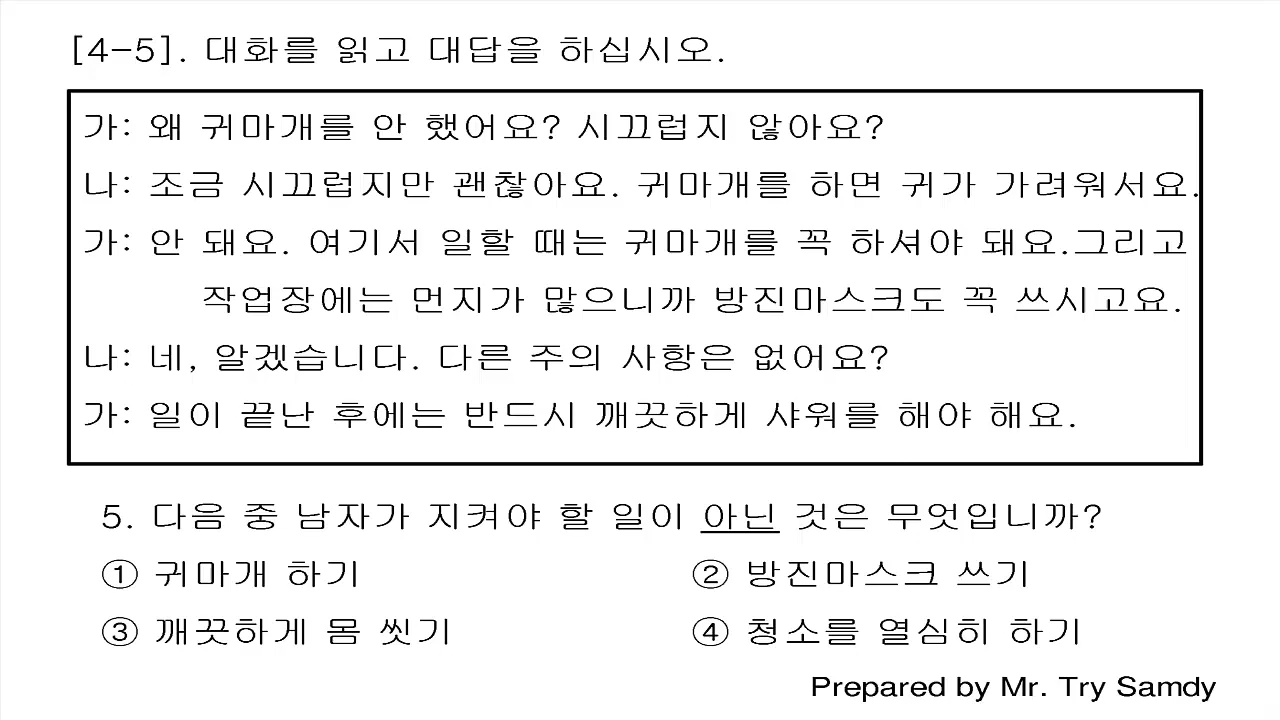 [4-5]. 대화를 읽고 대답을 하십시오.
가: 왜 귀마개를 안 했어요? 시끄럽지 않아요?
나: 조금 시끄럽지만 괜찮아요. 귀마개를 하면 귀가 가려워서요.
가: 안 돼요. 여기서 일할 때는 귀마개를 꼭 하셔야 돼요.그리고
작업장에는 먼지가 많으니까 방진마스크도 꼭 쓰시고요.
나: 네, 알겠습니다. 다른 주의 사항은 없어요?
가: 일이 끝난 후에는 반드시 깨끗하게 샤워를 해야 해요.
5. 다음 중 남자가 지켜야 할 일이 아닌 것은 무엇입니까?
① 귀마개 하기 ② 방진마스크 쓰기
③ 깨끗하게 몸 씻기 ④ 청소를 열심히 하기
Prepared by Mr. Try Samdy